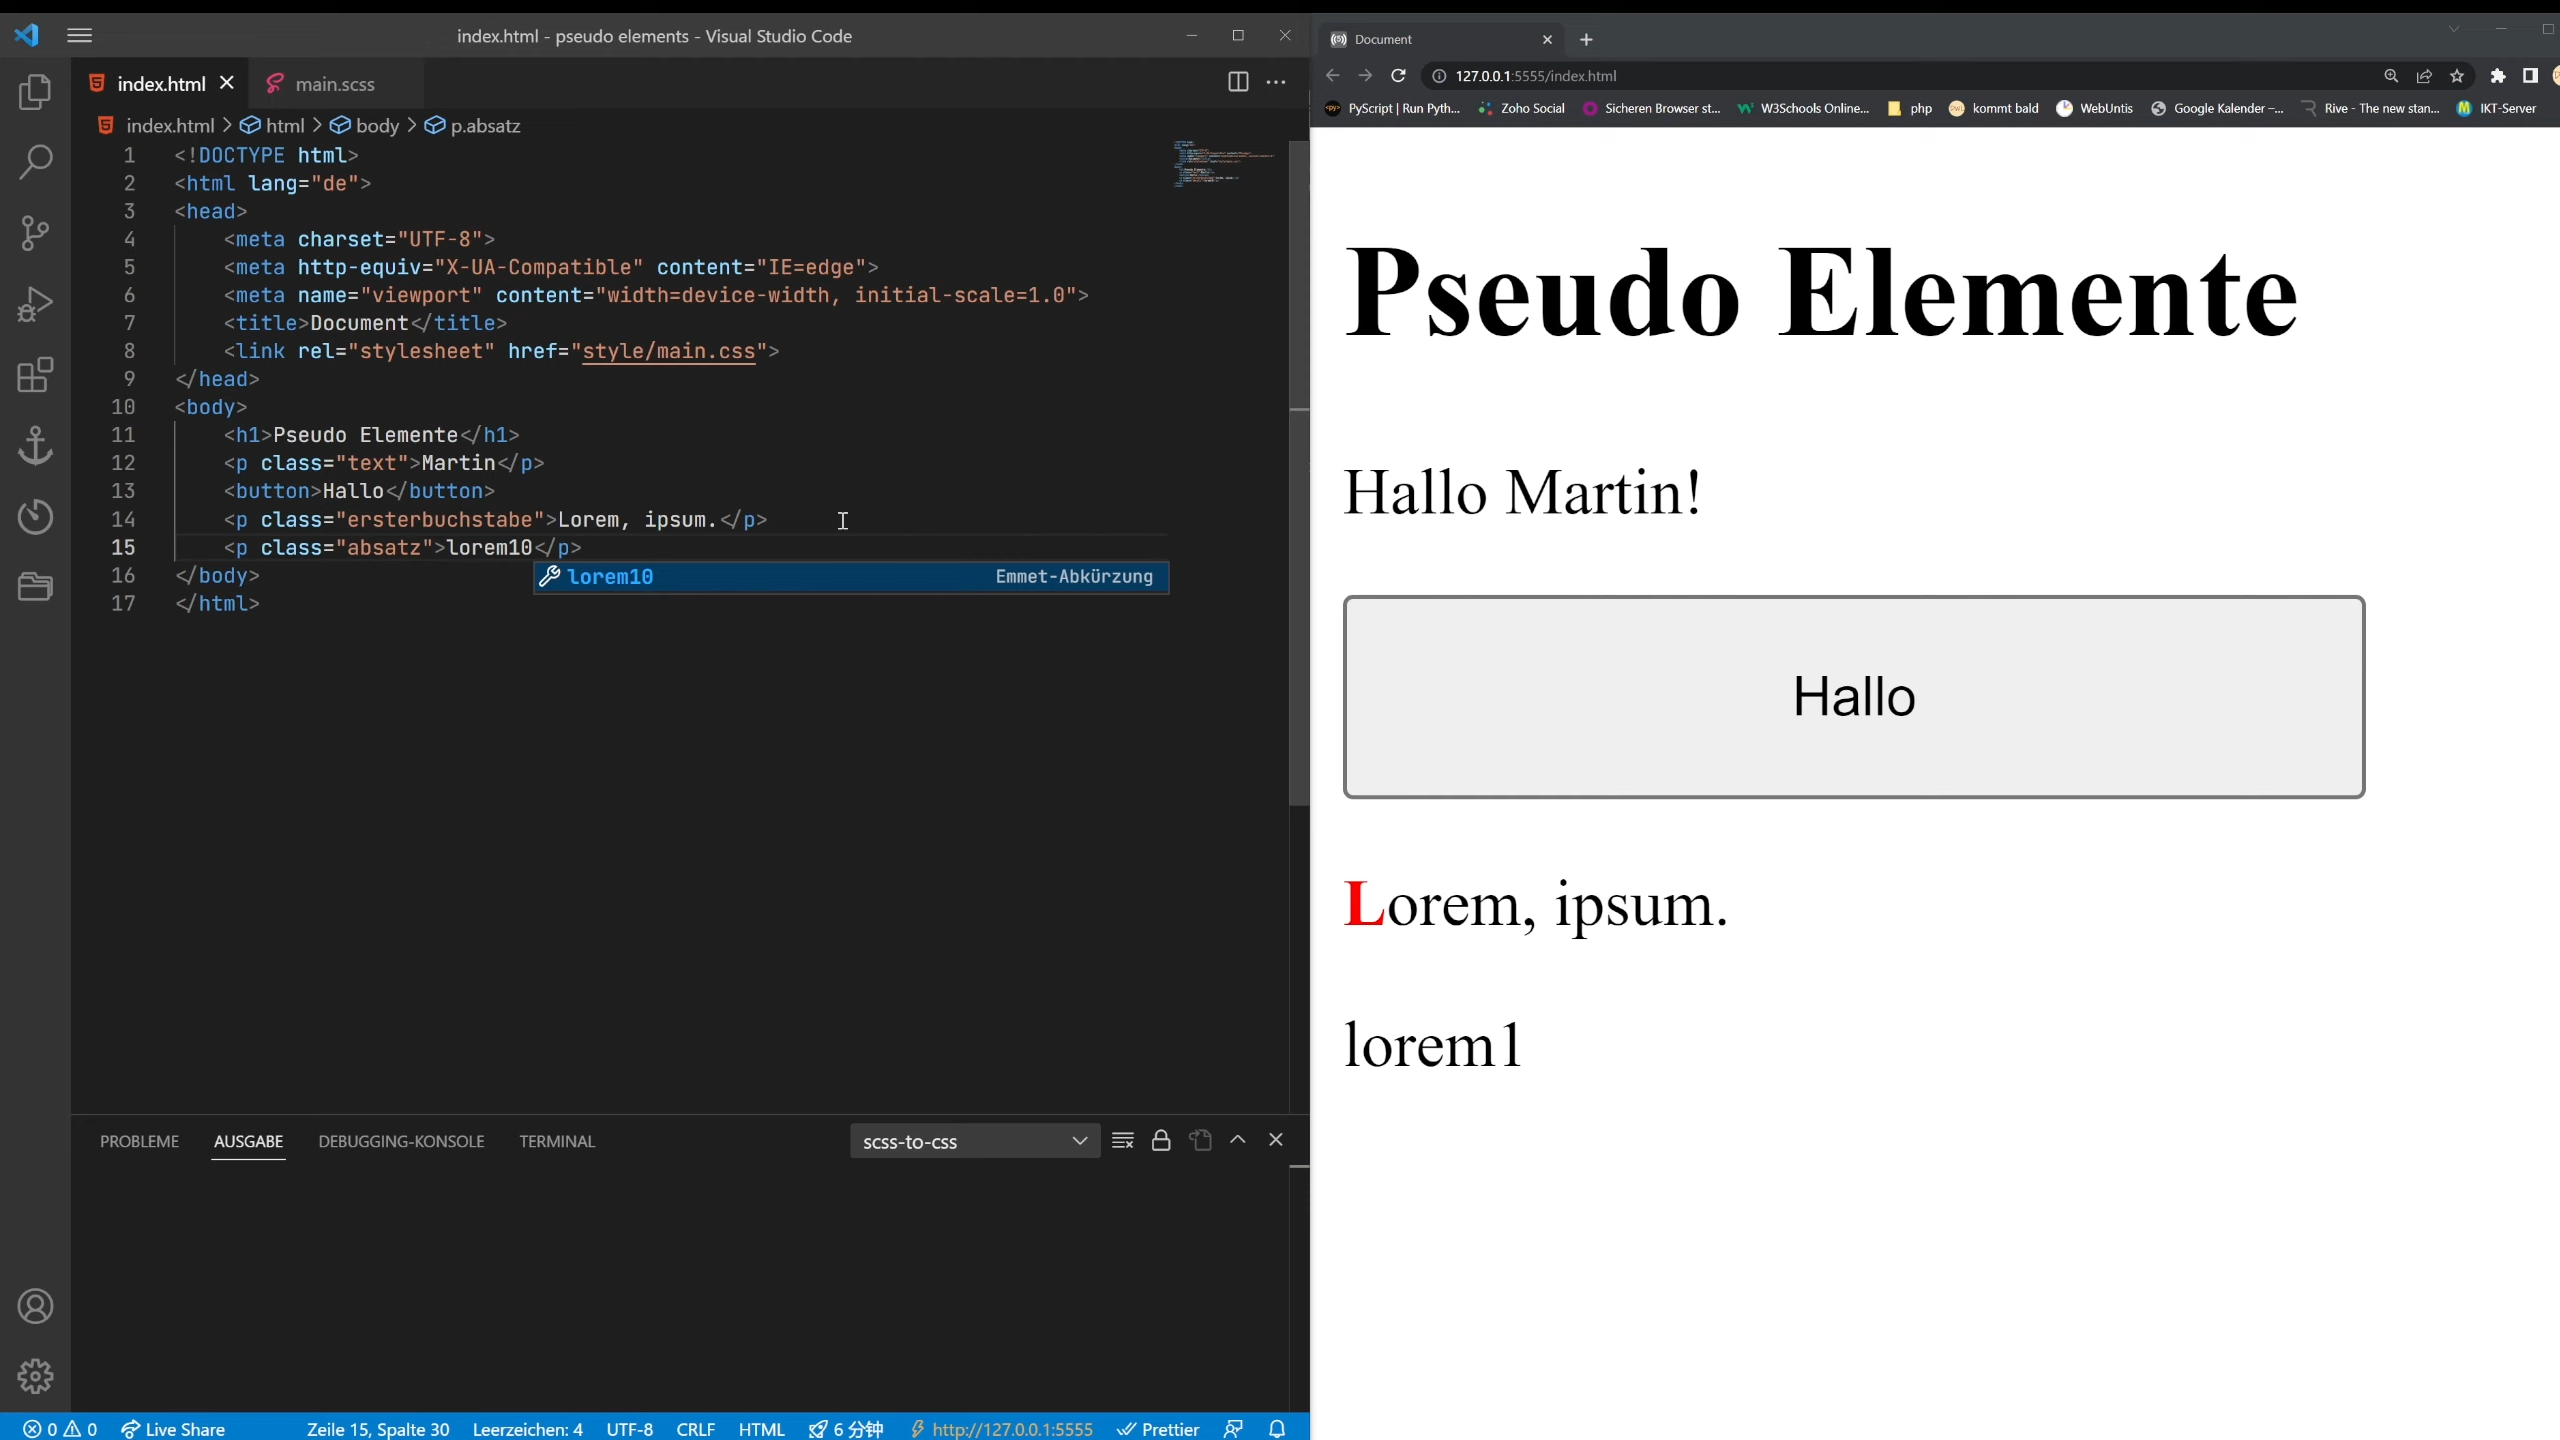 index.html - pseudo elements - Visual Studio Code
index.html
main.scss
index.html > html > body > p.absatz
1 <!DOCTYPE html>
2 <html lang="de">
3 <head>
4 <meta charset="UTF-8">
5 <meta http-equiv="X-UA-Compatible" content="IE=edge">
6 <meta name="viewport" content="width=device-width, initial-scale=1.0">
7 <title>Document</title>
8 <link rel="stylesheet" href="style/main.css">
9 </head>
10 <body>
11 <h1>Pseudo Elemente</h1>
12 <p class="text">Martin</p>
13 <button>Hallo</button>
14 <p class="ersterbuchstabe">Lorem, ipsum.</p>
15 <p class="absatz">lorem10</p>
lorem10 Emmet-Abkürzung
16 </body>
17 </html>
PROBLEME AUSGABE DEBUGGING-KONSOLE TERMINAL scss-to-css
0 0 Live Share Zeile 15, Spalte 30 Leerzeichen: 4 UTF-8 CRLF HTML 6 分钟 http://127.0.0.1:5555 Prettier
Document
127.0.0.1:5555/index.html
PyScript | Run Pyth... Zoho Social Sicheren Browser st... W3Schools Online... php kommt bald WebUntis Google Kalender –... Rive - The new stan... IKT-Server
Pseudo Elemente
Hallo Martin!
Hallo
Lorem, ipsum.
lorem1